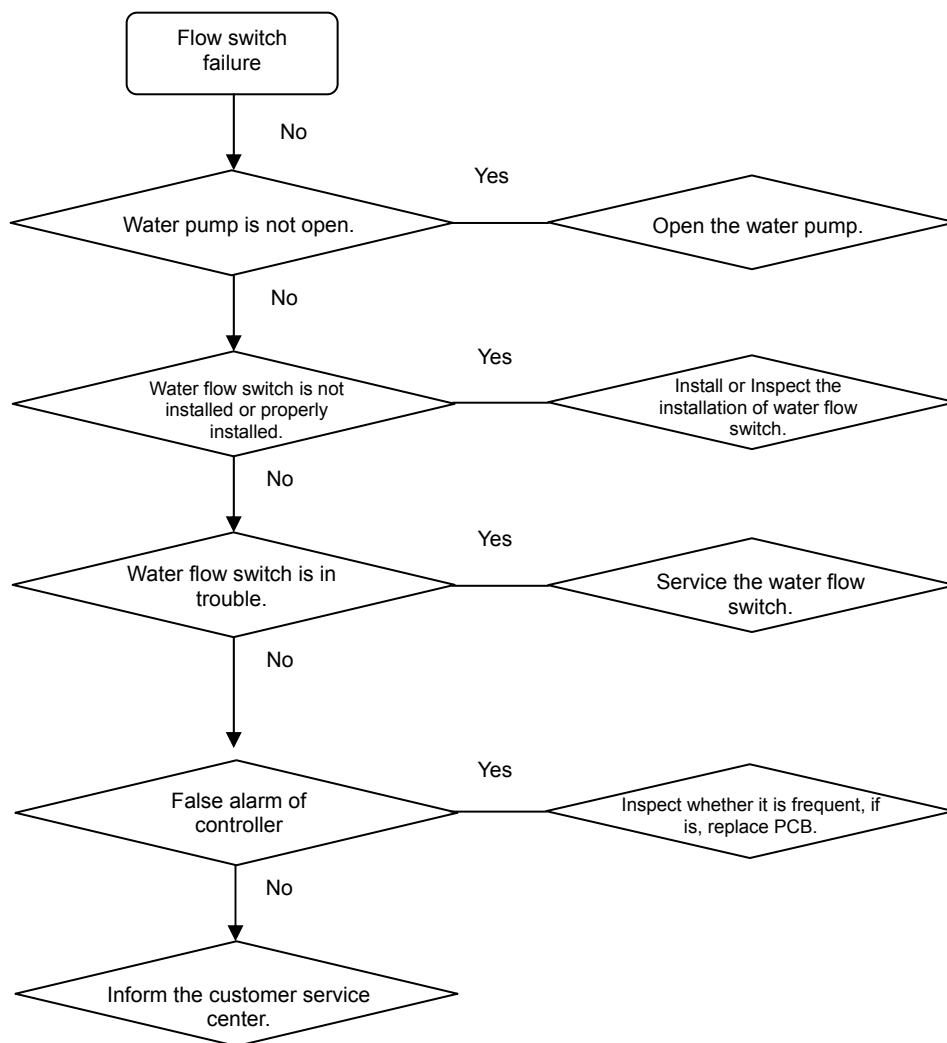 Flow switch
failure
No
Yes
Water pump is not open.
Open the water pump.
No
Yes
Water flow switch is not
installed or properly
installed.
Install or Inspect the
installation of water flow
switch.
No
Yes
Water flow switch is in
trouble.
Service the water flow
switch.
No
Yes
False alarm of
controller
Inspect whether it is frequent, if
is, replace PCB.
No
Inform the customer service
center.